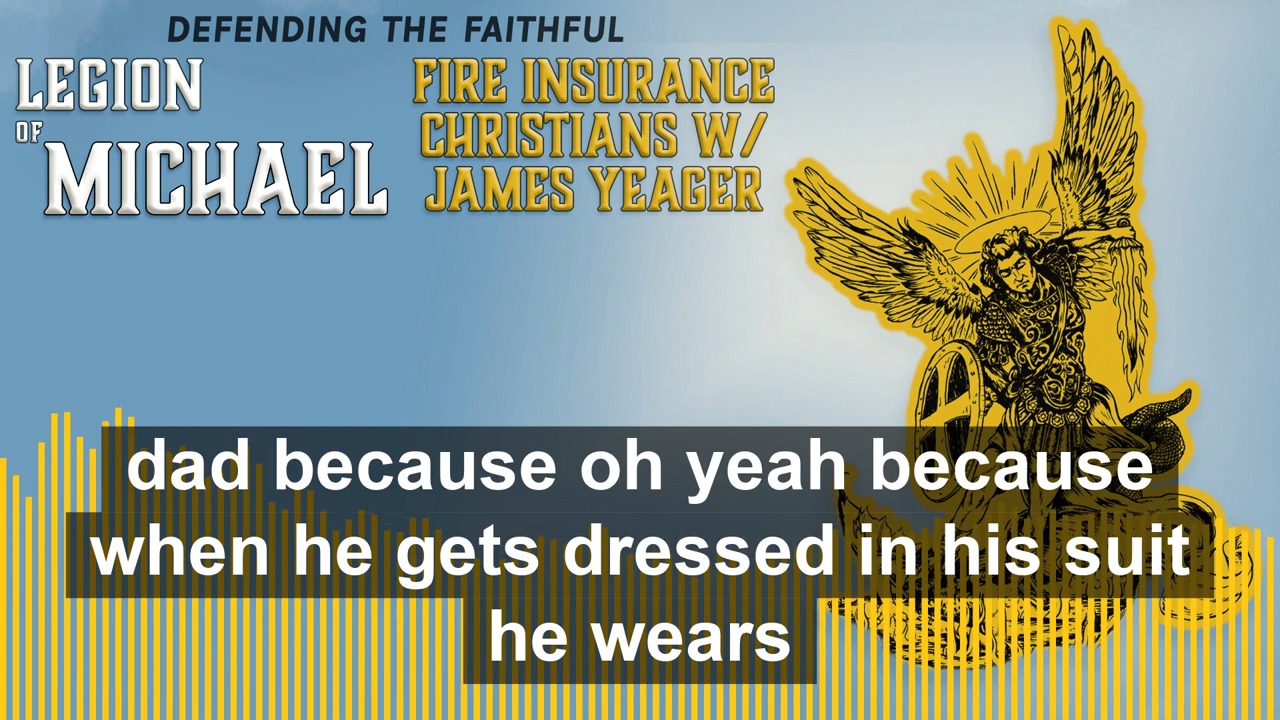 DEFENDING THE FAITHFUL
LEGION
OF
MICHAEL
FIRE INSURANCE
CHRISTIANS W/
JAMES YEAGER
dad because oh yeah because
when he gets dressed in his suit
he wears